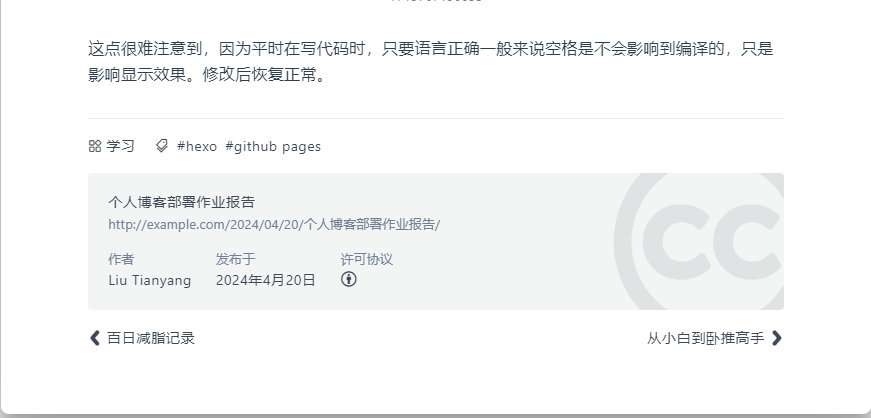 这点很难注意到，因为平时在写代码时，只要语言正确一般来说空格是不会影响到编译的，只是
影响显示效果。修改后恢复正常。
学习 #hexo #github pages
个人博客部署作业报告
http://example.com/2024/04/20/个人博客部署作业报告/
作者 发布于 许可协议
Liu Tianyang 2024年4月20日
CC
百日减脂记录 从小白到卧推高手